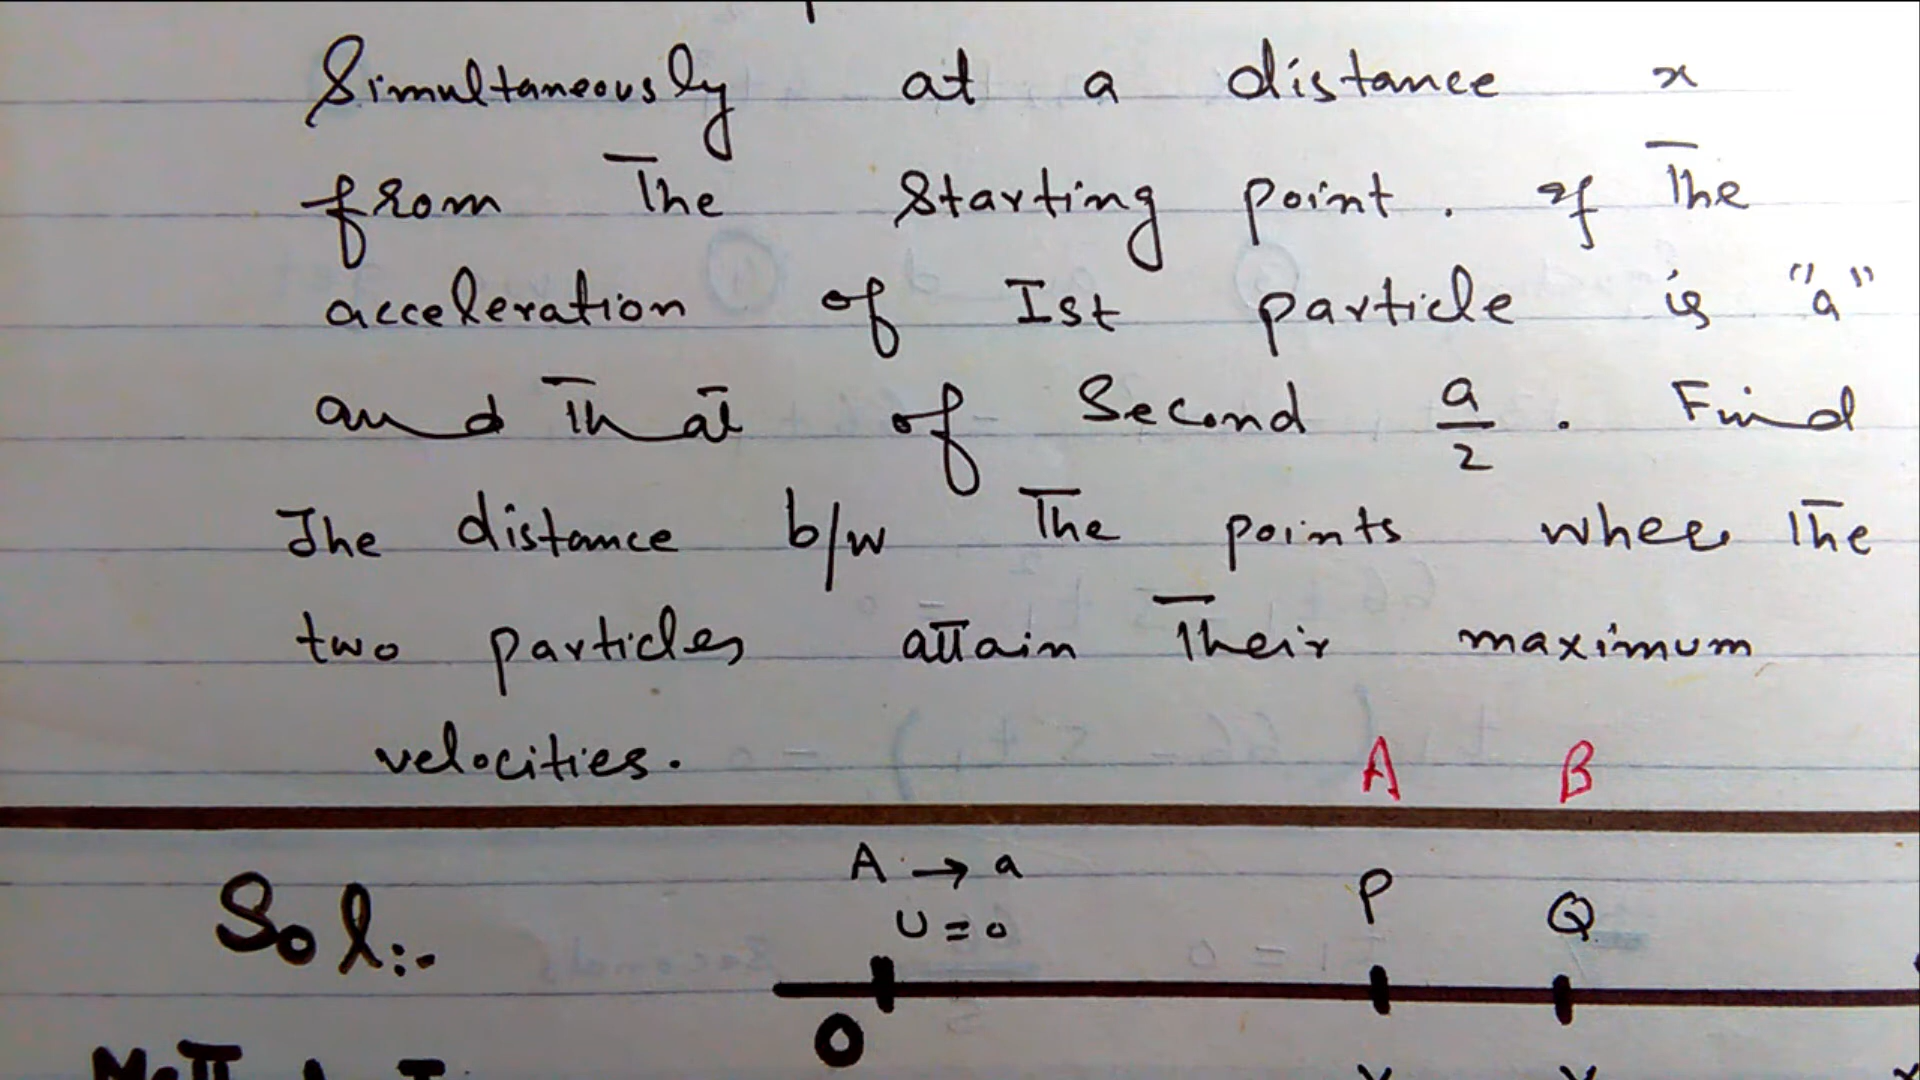 Simultaneously at a distance x
from The Starting point. If The
acceleration of Ist particle is "a"
and That of Second a/2. Find
The distance b/w The points where The
two particles attain Their maximum
velocities.
A B
Sol:-
A → a
U = 0
P Q
O